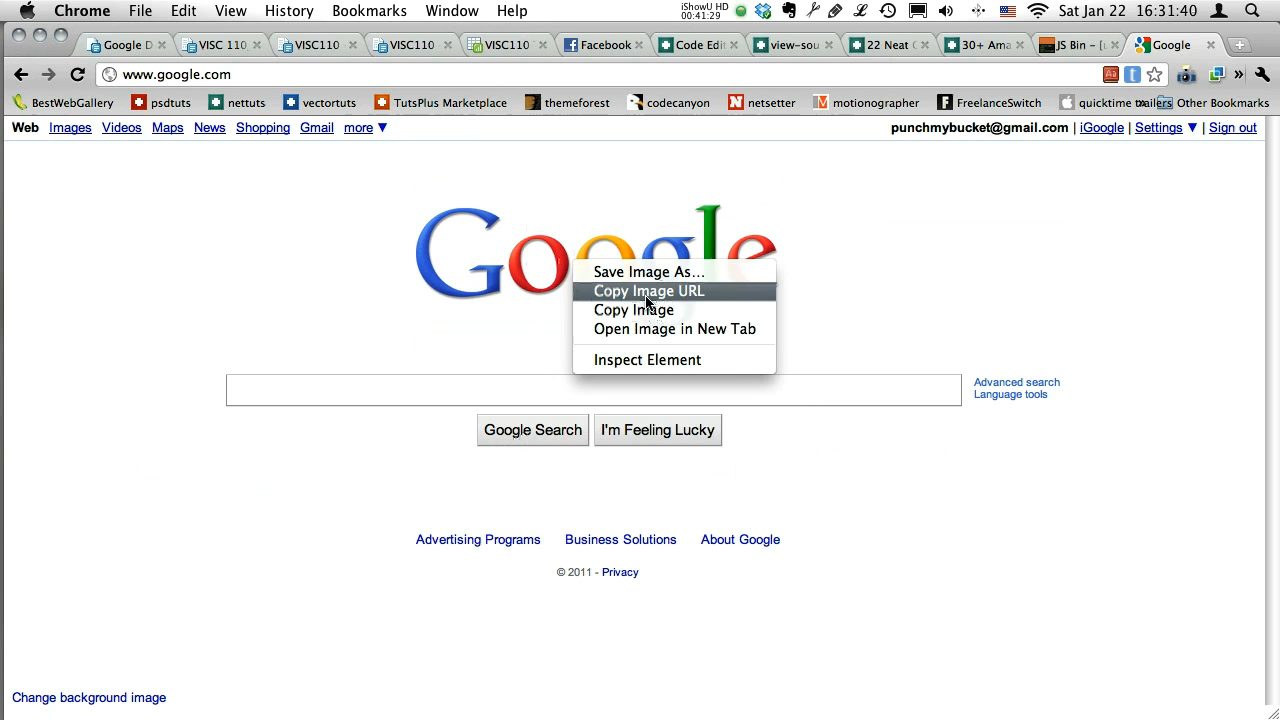 Chrome File Edit View History Bookmarks Window Help iShowU HD 00:41:29 Sat Jan 22 16:31:40
Google D VISC 110 VISC110 VISC110 VISC110 Facebook Code Edi view-sou 22 Neat 30+ Ama JS Bin - [ Google
www.google.com
BestWebGallery psdtuts nettuts vectortuts TutsPlus Marketplace themeforest codecanyon netsetter motionographer FreelanceSwitch quicktime Other Bookmarks
Web Images Videos Maps News Shopping Gmail more ▼ punchmybucket@gmail.com | iGoogle | Settings ▼ | Sign out
Google
Save Image As...
Copy Image URL
Copy Image
Open Image in New Tab
Inspect Element
Advanced search
Language tools
Google Search I'm Feeling Lucky
Advertising Programs Business Solutions About Google
© 2011 - Privacy
Change background image